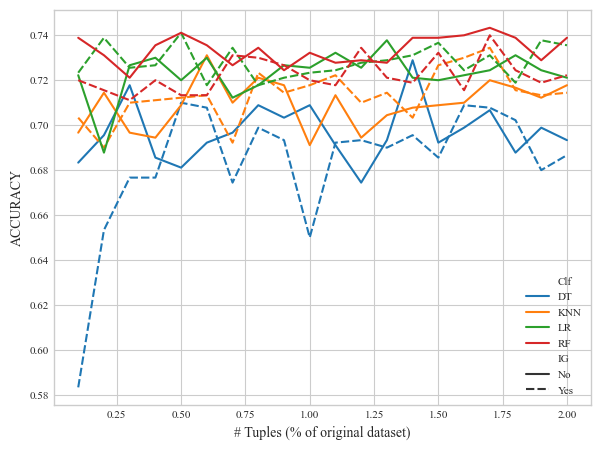 0.74
0.72
0.70
0.68
0.66
0.64
0.62
0.60
0.58
ACCURACY
0.25 0.50 0.75 1.00 1.25 1.50 1.75 2.00
# Tuples (% of original dataset)
Clf
DT
KNN
LR
RF
IG
No
Yes